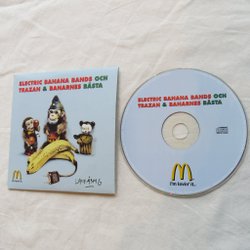 ELECTRIC BANANA BANDS OCH
TRAZAN & BANARNES BÄSTA
ELECTRIC BANANA BANDS OCH
TRAZAN & BANARNES BÄSTA
i'm lovin' it